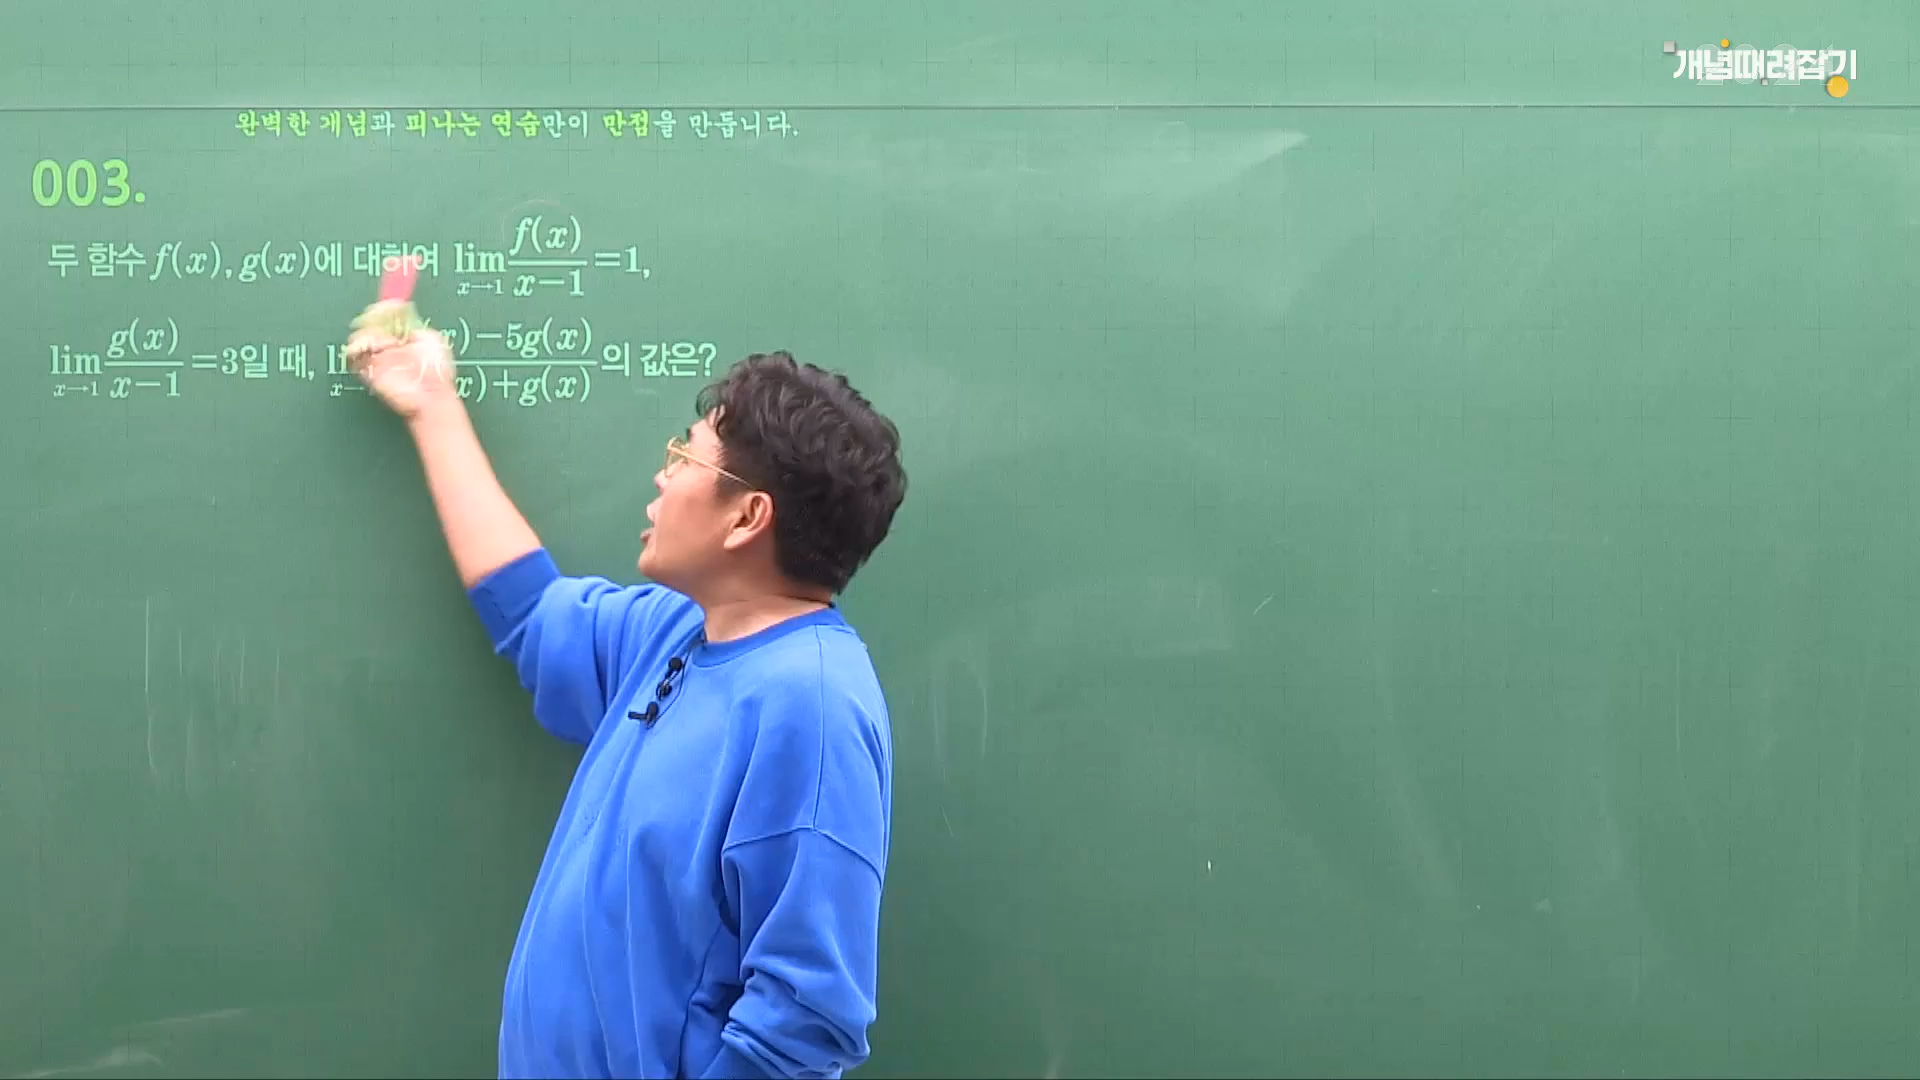 개념때려잡기
완벽한 개념과 피나는 연습만이 만점을 만듭니다.
003.
두 함수 f(x), g(x)에 대하여 lim_{x→1} f(x)/(x−1) =1,
lim_{x→1} g(x)/(x−1) =3일 때, (x)−5g(x) / (x)+g(x) 의 값은?